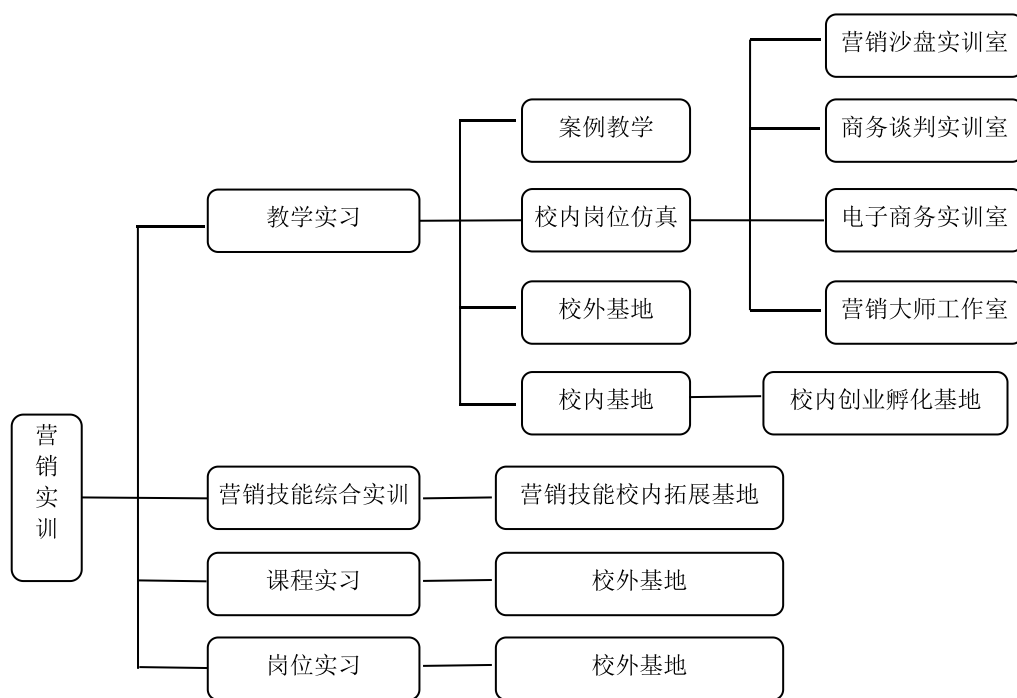 营销沙盘实训室
案例教学
商务谈判实训室
教学实习
校内岗位仿真
电子商务实训室
校外基地
营销大师工作室
校内基地
校内创业孵化基地
营
销
实
训
营销技能综合实训
营销技能校内拓展基地
课程实习
校外基地
岗位实习
校外基地